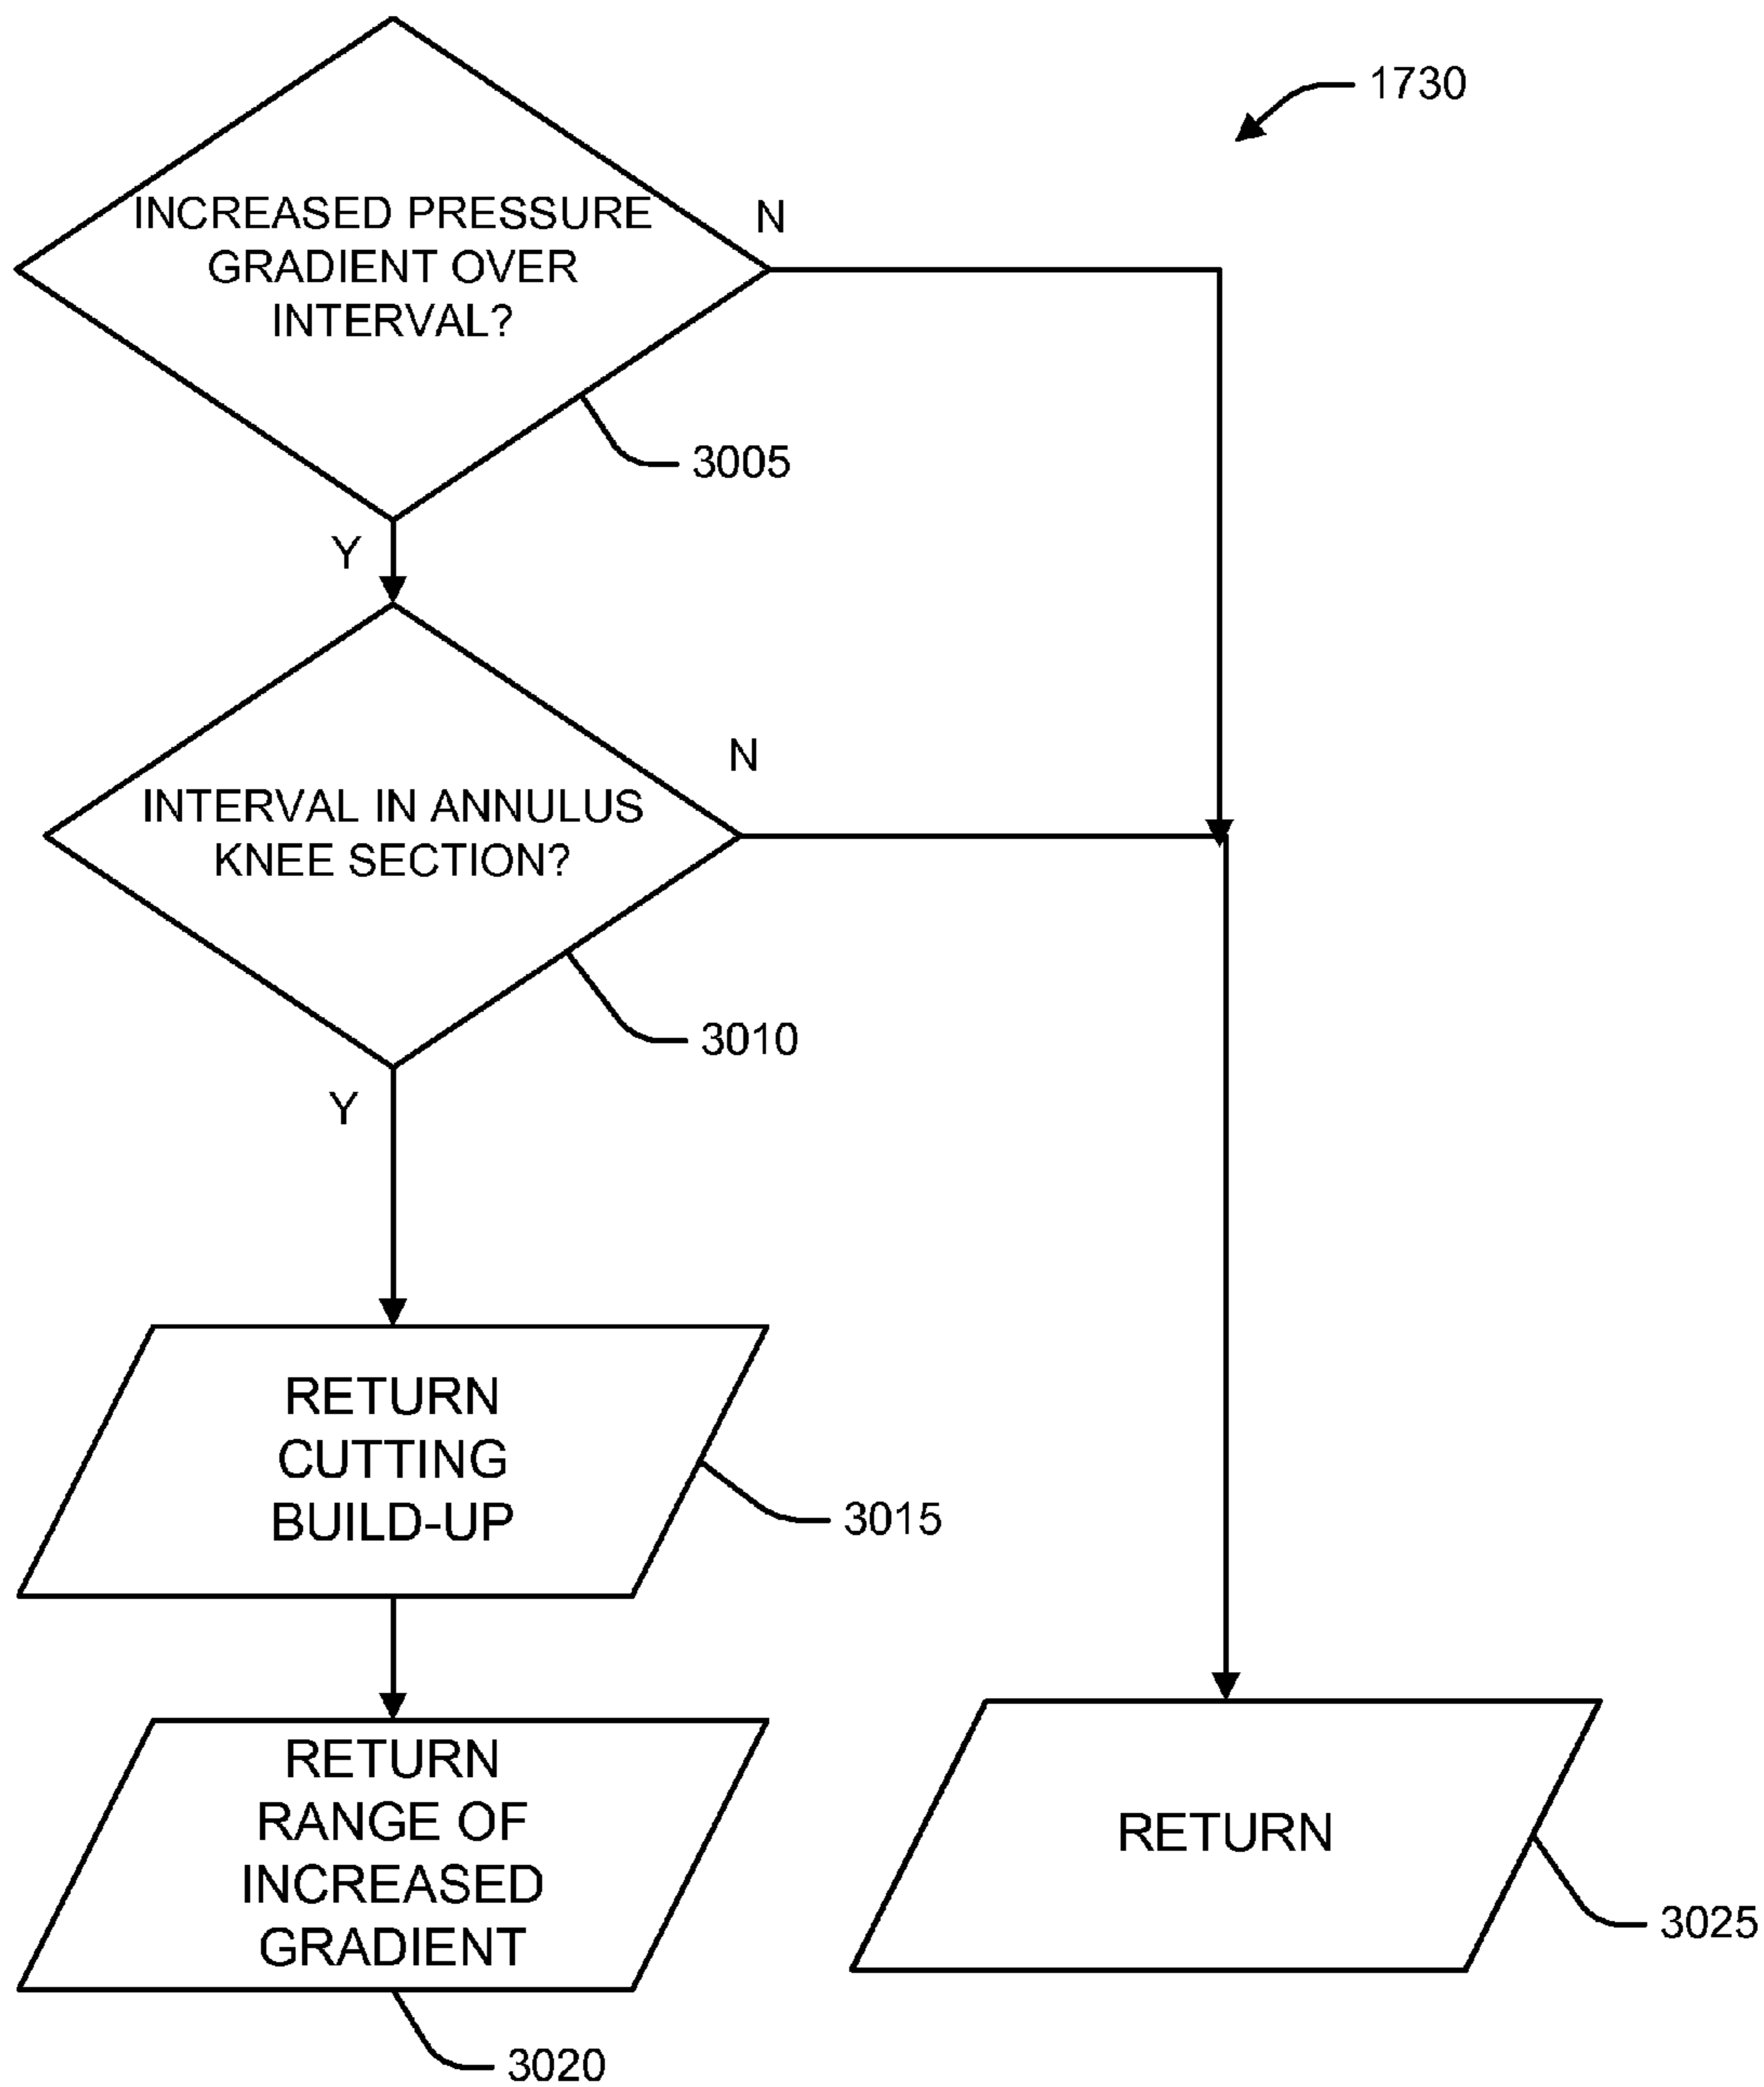 1730
INCREASED PRESSURE
GRADIENT OVER
INTERVAL?
N
3005
Y
INTERVAL IN ANNULUS
KNEE SECTION?
N
3010
Y
RETURN
CUTTING
BUILD-UP
3015
RETURN
RANGE OF
INCREASED
GRADIENT
3020
RETURN
3025